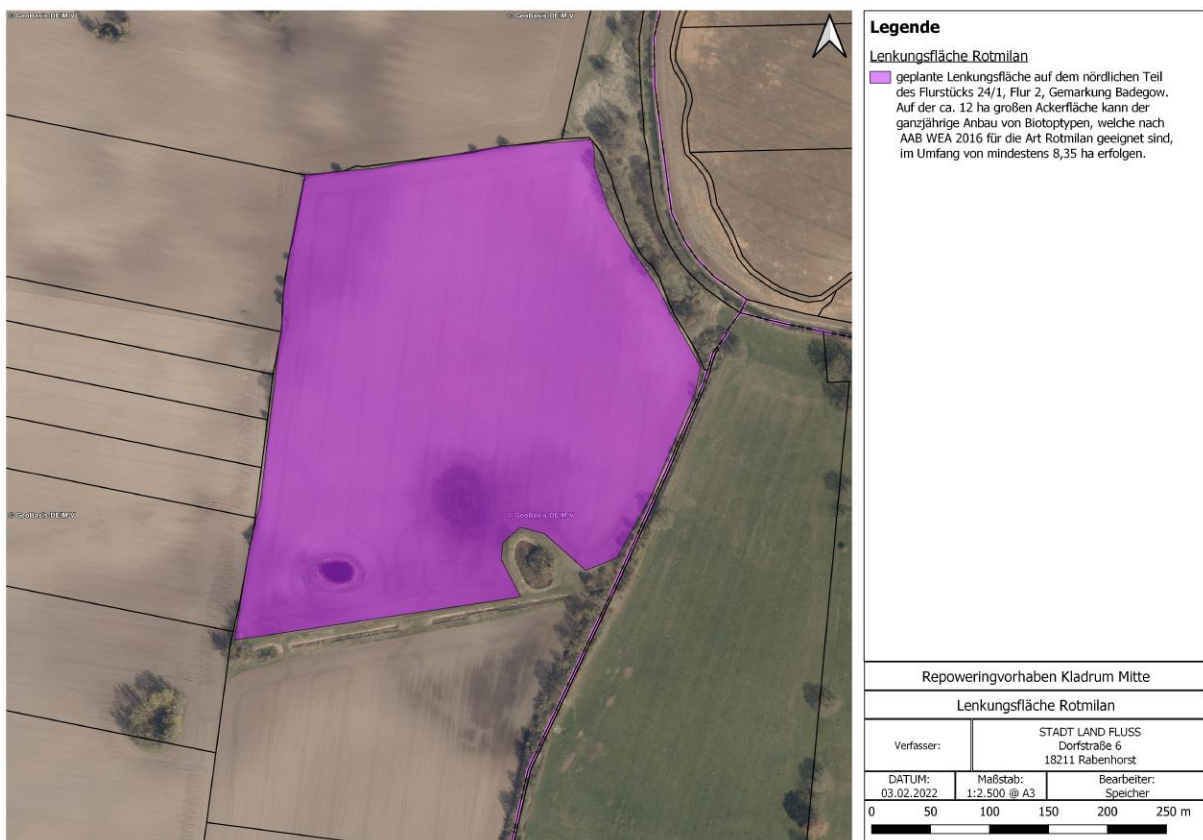 © GeoBasis-DE/M-V
© GeoBasis-DE/M-V
Legende
Lenkungsfläche Rotmilan
geplante Lenkungsfläche auf dem nördlichen Teil
des Flurstücks 24/1, Flur 2, Gemarkung Badegow.
Auf der ca. 12 ha großen Ackerfläche kann der
ganzjährige Anbau von Biotoptypen, welche nach
AAB WEA 2016 für die Art Rotmilan geeignet sind,
im Umfang von mindestens 8,35 ha erfolgen.
© GeoBasis-DE/M-V
© GeoBasis-DE/M-V
Repoweringvorhaben Kladrum Mitte
Lenkungsfläche Rotmilan
Verfasser:
STADT LAND FLUSS
Dorfstraße 6
18211 Rabenhorst
DATUM:
03.02.2022
Maßstab:
1:2.500 @ A3
Bearbeiter:
Speicher
0 50 100 150 200 250 m